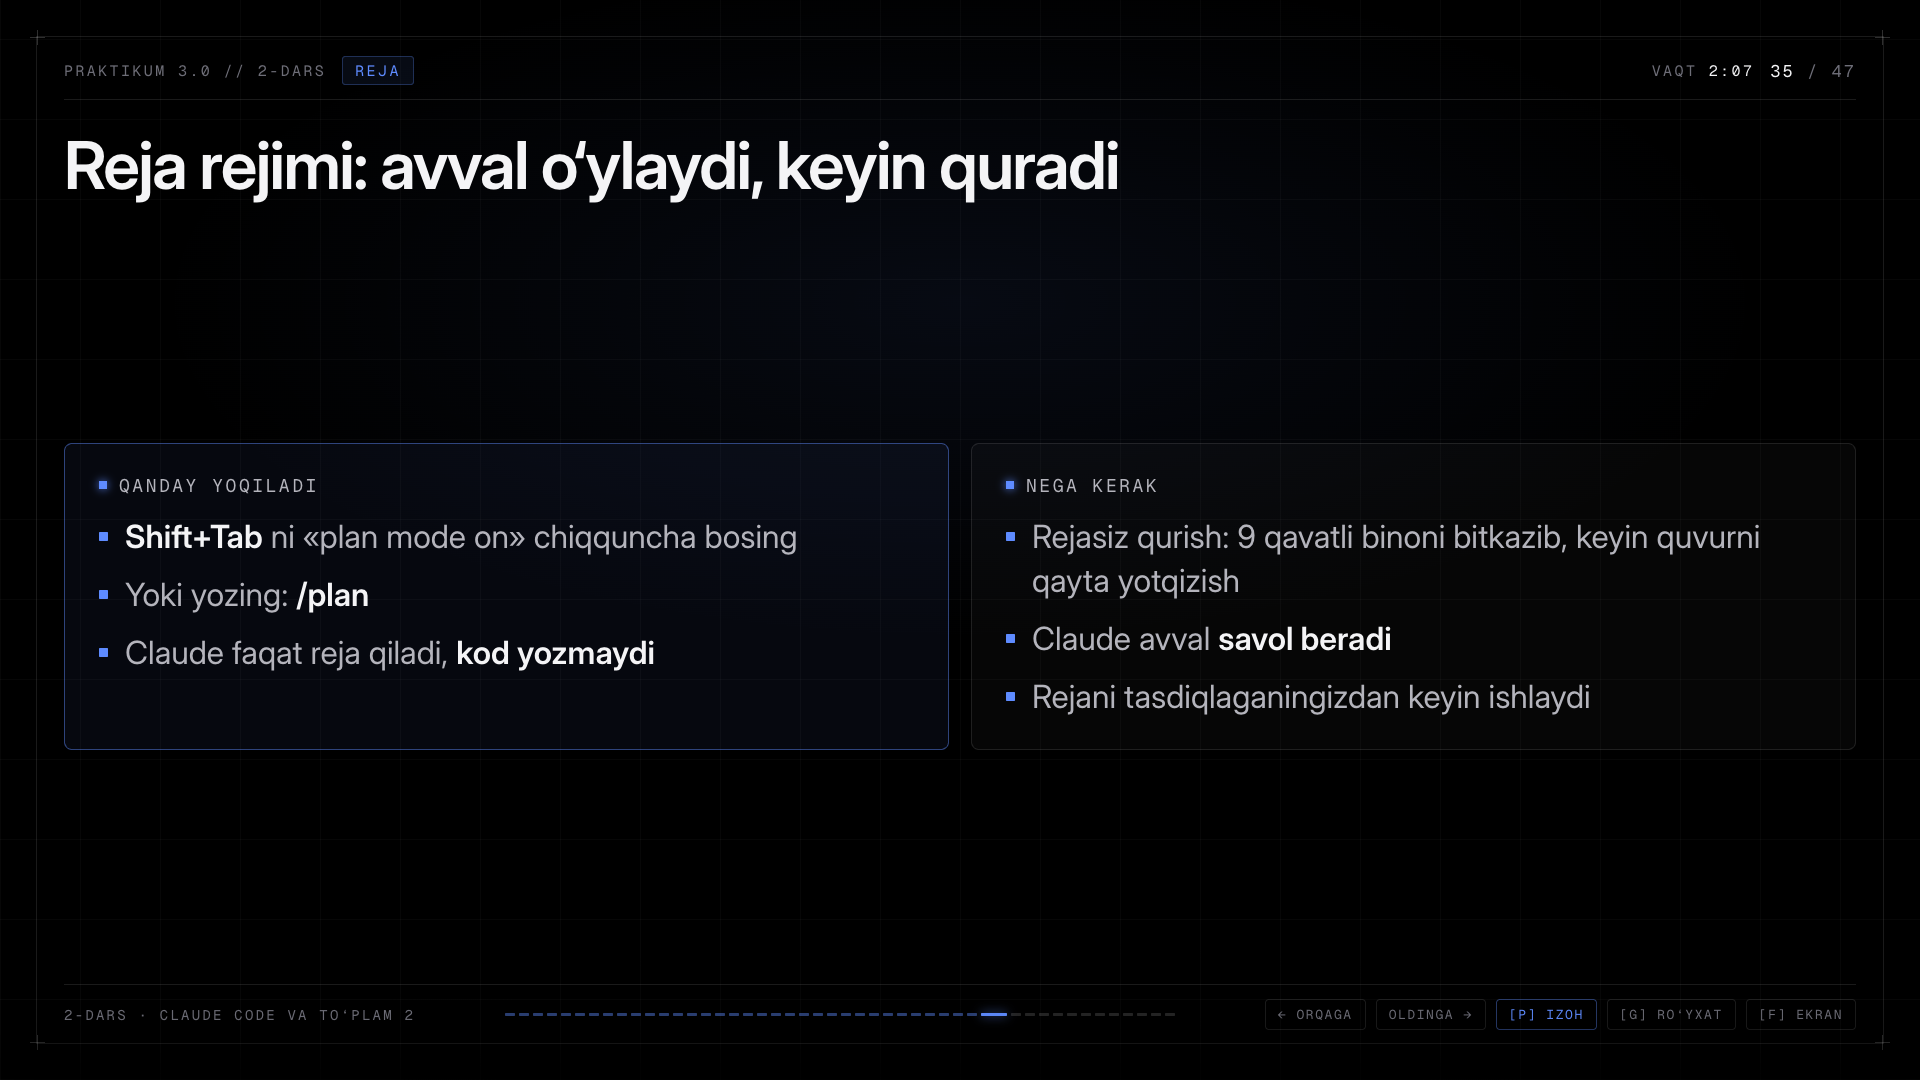 PRAKTIKUM 3.0 // 2-DARS REJA
VAQT 2:07 35 / 47
Reja rejimi: avval o‘ylaydi, keyin quradi
QANDAY YOQILADI
Shift+Tab ni «plan mode on» chiqquncha bosing
Yoki yozing: /plan
Claude faqat reja qiladi, kod yozmaydi
NEGA KERAK
Rejasiz qurish: 9 qavatli binoni bitkazib, keyin quvurni
qayta yotqizish
Claude avval savol beradi
Rejani tasdiqlaganingizdan keyin ishlaydi
2-DARS · CLAUDE CODE VA TO‘PLAM 2
← ORQAGA
OLDINGA →
[P] IZOH
[G] RO‘YXAT
[F] EKRAN